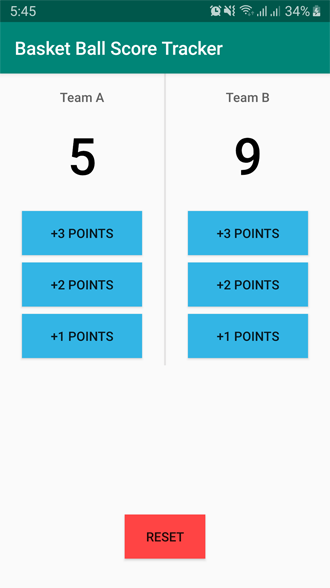 5:45 34%
Basket Ball Score Tracker
Team A Team B
5 9
+3 POINTS +3 POINTS
+2 POINTS +2 POINTS
+1 POINTS +1 POINTS
RESET